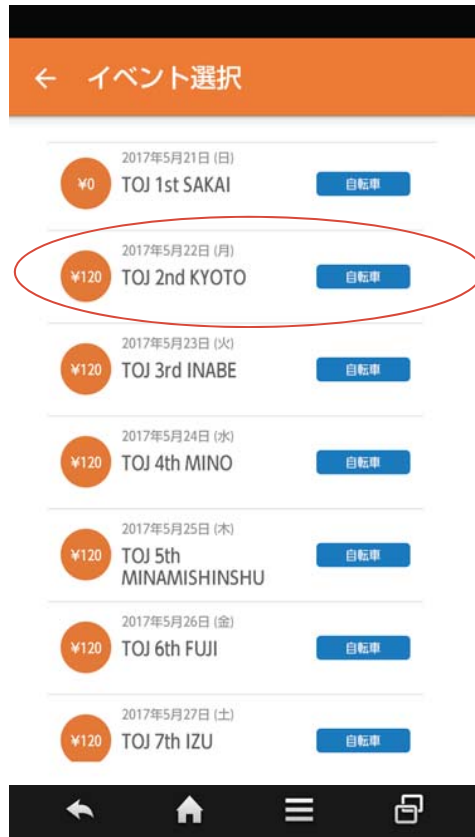 ← イベント選択
2017年5月21日 (日)
¥0 TOJ 1st SAKAI 自転車
2017年5月22日 (月)
¥120 TOJ 2nd KYOTO 自転車
2017年5月23日 (火)
¥120 TOJ 3rd INABE 自転車
2017年5月24日 (水)
¥120 TOJ 4th MINO 自転車
2017年5月25日 (木)
¥120 TOJ 5th 自転車
MINAMISHINSHU
2017年5月26日 (金)
¥120 TOJ 6th FUJI 自転車
2017年5月27日 (土)
¥120 TOJ 7th IZU 自転車